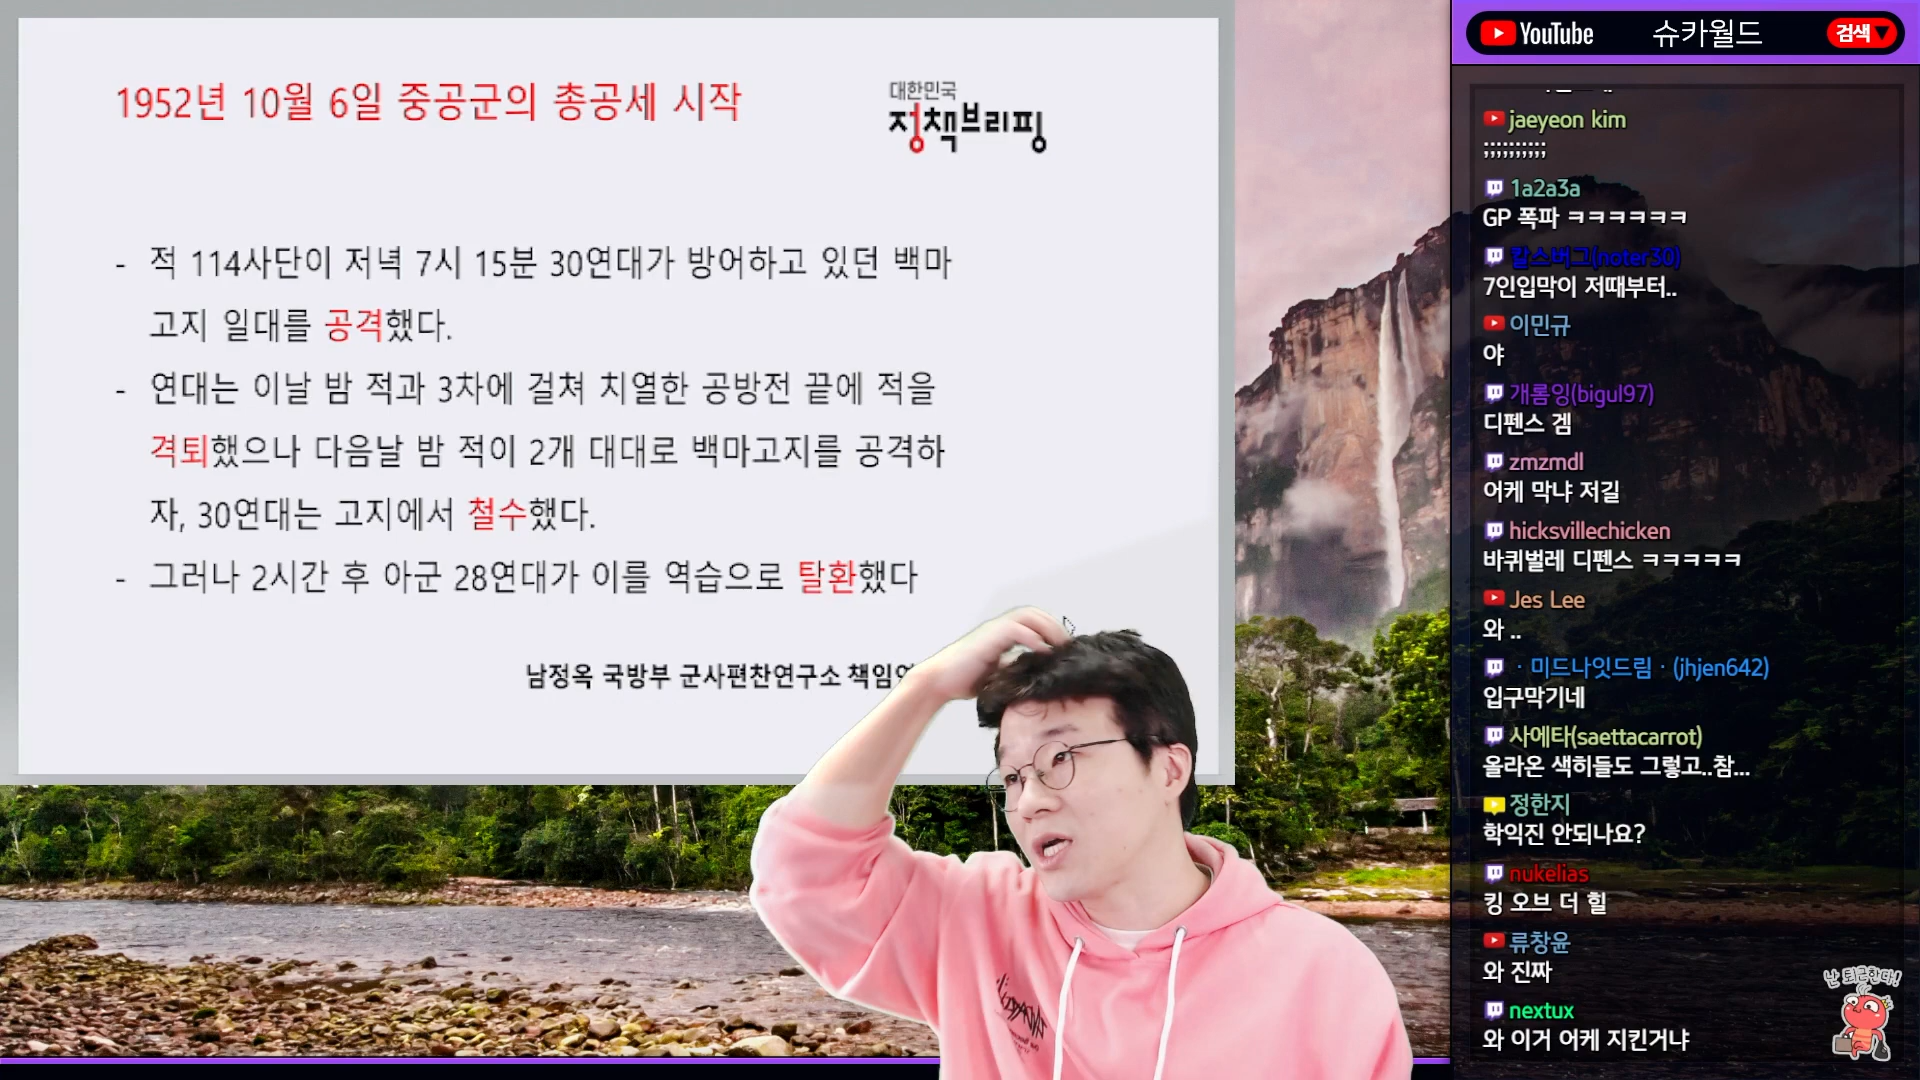 1952년 10월 6일 중공군의 총공세 시작
대한민국
정책브리핑
- 적 114사단이 저녁 7시 15분 30연대가 방어하고 있던 백마
고지 일대를 공격했다.
- 연대는 이날 밤 적과 3차에 걸쳐 치열한 공방전 끝에 적을
격퇴했으나 다음날 밤 적이 2개 대대로 백마고지를 공격하
자, 30연대는 고지에서 철수했다.
- 그러나 2시간 후 아군 28연대가 이를 역습으로 탈환했다
남정옥 국방부 군사편찬연구소
YouTube 슈카월드 검색▼
jaeyeon kim
;;;;;;;;;;
1a2a3a
GP 폭파 ㅋㅋㅋㅋㅋㅋ
칼스버그(noter30)
7인입막이 저때부터..
이민규
야
개롬잉(bigul97)
디펜스 겜
zmzmdl
어케 막냐 저길
hicksvillechicken
바퀴벌레 디펜스 ㅋㅋㅋㅋㅋ
Jes Lee
와 ..
ㆍ미드나잇드림ㆍ(jhjen642)
입구막기네
사에타(saettacarrot)
올라온 색히들도 그렇고..참...
정한지
학익진 안되나요?
nukelias
킹 오브 더 힐
류창윤
와 진짜
nextux
와 이거 어케 지킨거냐
난 퇴근한다!